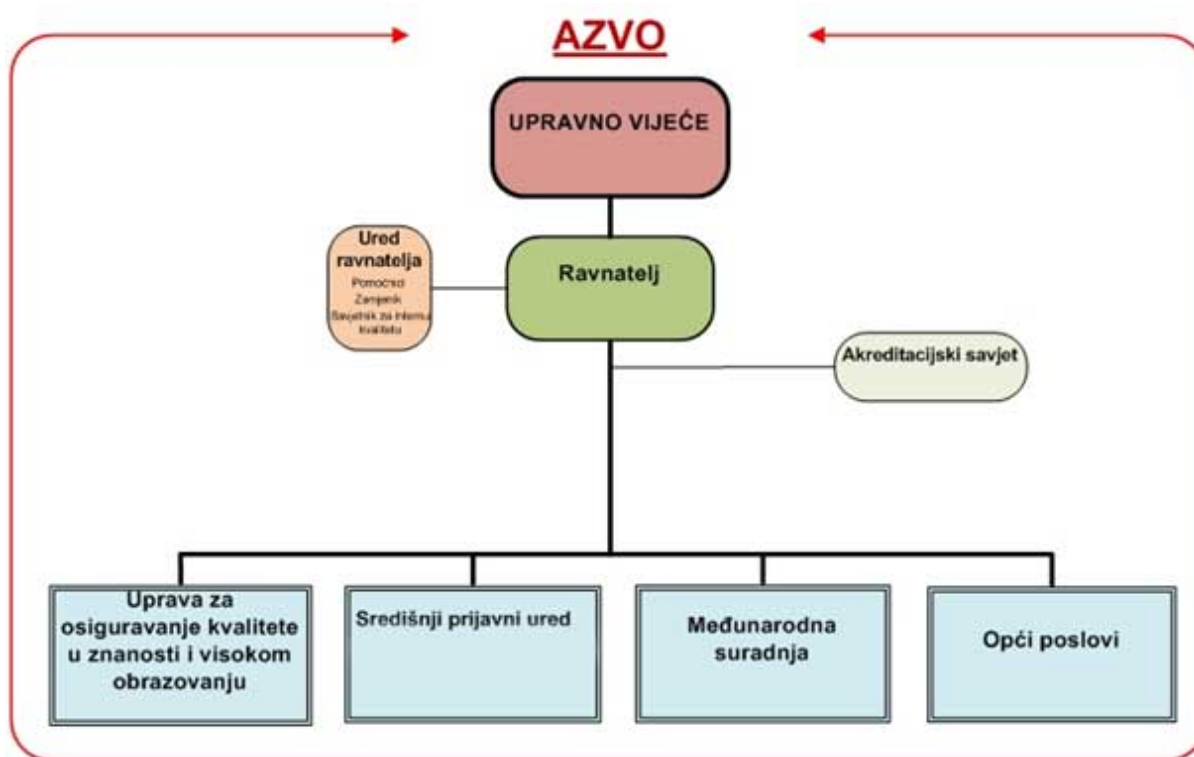 AZVO
UPRAVNO VIJEĆE
Ured
ravnatelja
Pomoćnici
Zamjenik
Savjetnik za internu
kvalitetu
Ravnatelj
Akreditacijski savjet
Uprava za
osiguravanje kvalitete
u znanosti i visokom
obrazovanju
Središnji prijavni ured
Međunarodna
suradnja
Opći poslovi